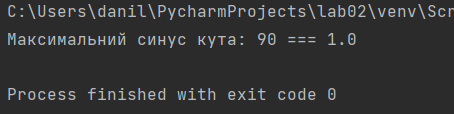 C:\Users\danil\PycharmProjects\lab02\venv\Scr
Максимальний синус кута: 90 === 1.0
Process finished with exit code 0